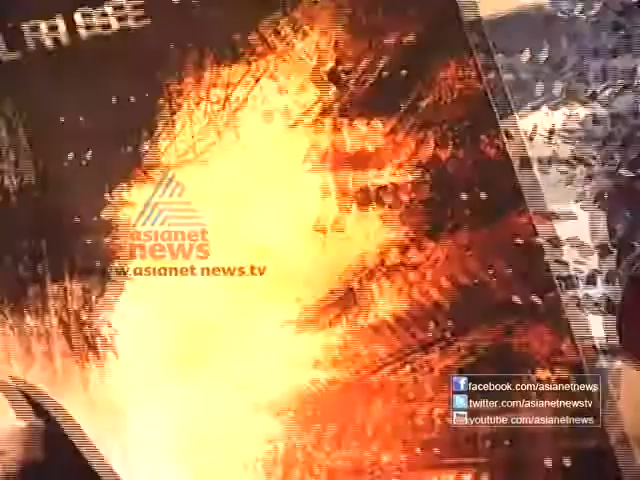 asianet
news
www.asianetnews.tv
facebook.com/asianetnews
twitter.com/asianetnewstv
youtube.com/asianetnews